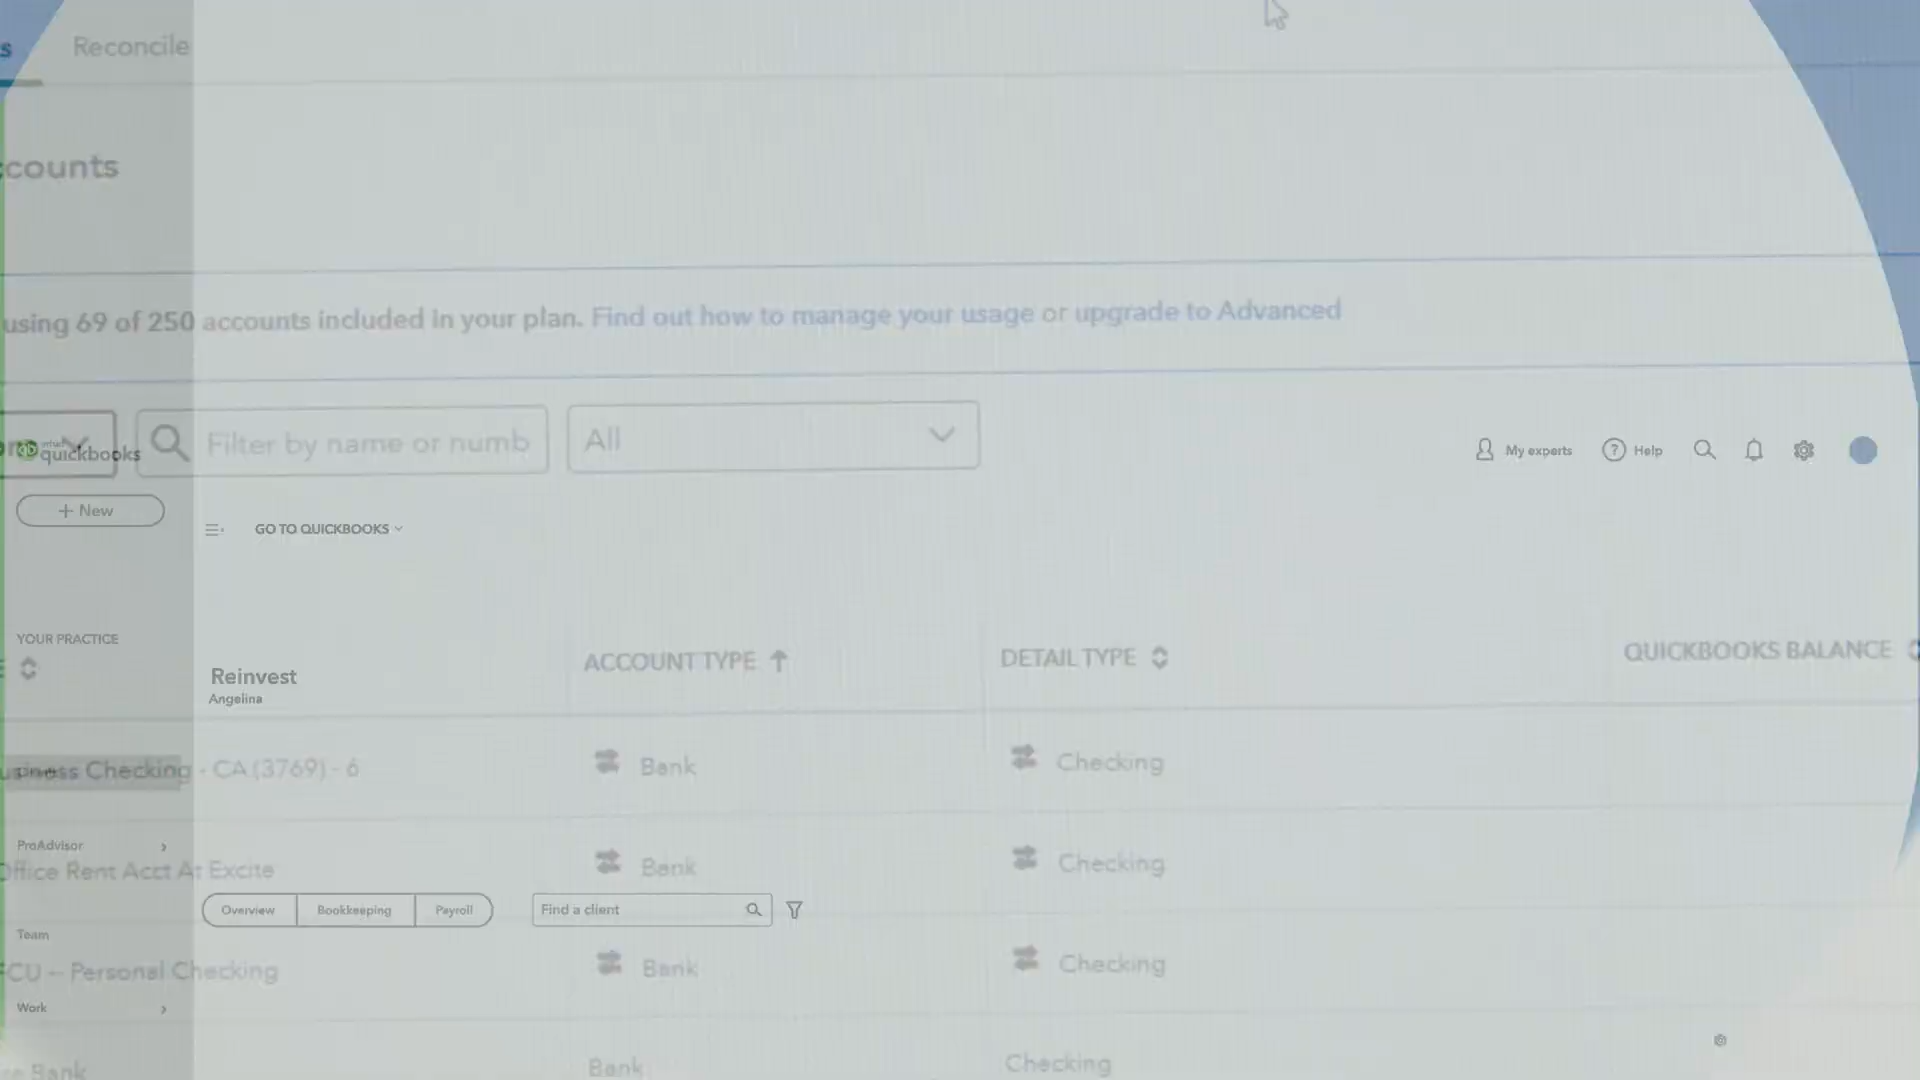 s Reconcile
ccounts
using 69 of 250 accounts included in your plan. Find out how to manage your usage or upgrade to Advanced
Filter by name or numb
All
intuit
quickbooks
My experts
Help
+ New
GO TO QUICKBOOKS
YOUR PRACTICE
ACCOUNT TYPE
DETAIL TYPE
QUICKBOOKS BALANCE
Reinvest
Angelina
usiness Checking - CA (3769) - 6
Bank
Checking
ProAdvisor
Office Rent Acct At Excite
Bank
Checking
Overview
Bookkeeping
Payroll
Find a client
Team
CU – Personal Checking
Bank
Checking
Work
Bank
Bank
Checking